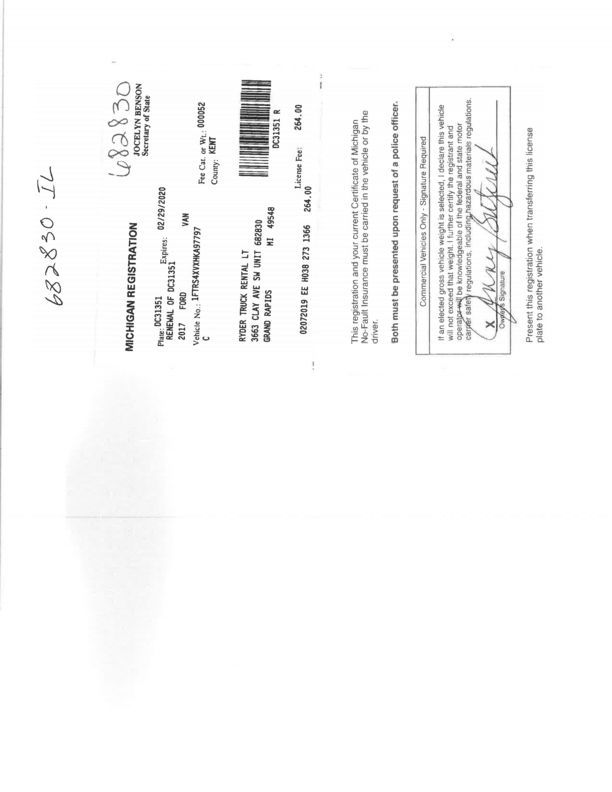 682830 - IL
682830
MICHIGAN REGISTRATION
JOCELYN BENSON
Secretary of State
Plate: DC31351 Expires: 02/29/2020
RENEWAL OF DC31351
2017 FORD VAN
Vehicle No.: 1FTRS4XVXHKA97797 Fee Cat. or Wt.: 000052
C County: KENT
RYDER TRUCK RENTAL LT
3663 CLAY AVE SW UNIT 682830
GRAND RAPIDS MI 49548
DC31351 R
License Fee: 264.00
02072019 EE H038 273 1366 264.00
This registration and your current Certificate of Michigan
No-Fault Insurance must be carried in the vehicle or by the
driver.
Both must be presented upon request of a police officer.
Commercial Vehicles Only - Signature Required
If an elected gross vehicle weight is selected, I declare this vehicle
will not exceed that weight. I further certify the registrant and
operator will be knowledgeable of the federal and state motor
carrier safety regulations, including hazardous materials regulations.
X
Owner's Signature
Present this registration when transferring this license
plate to another vehicle.